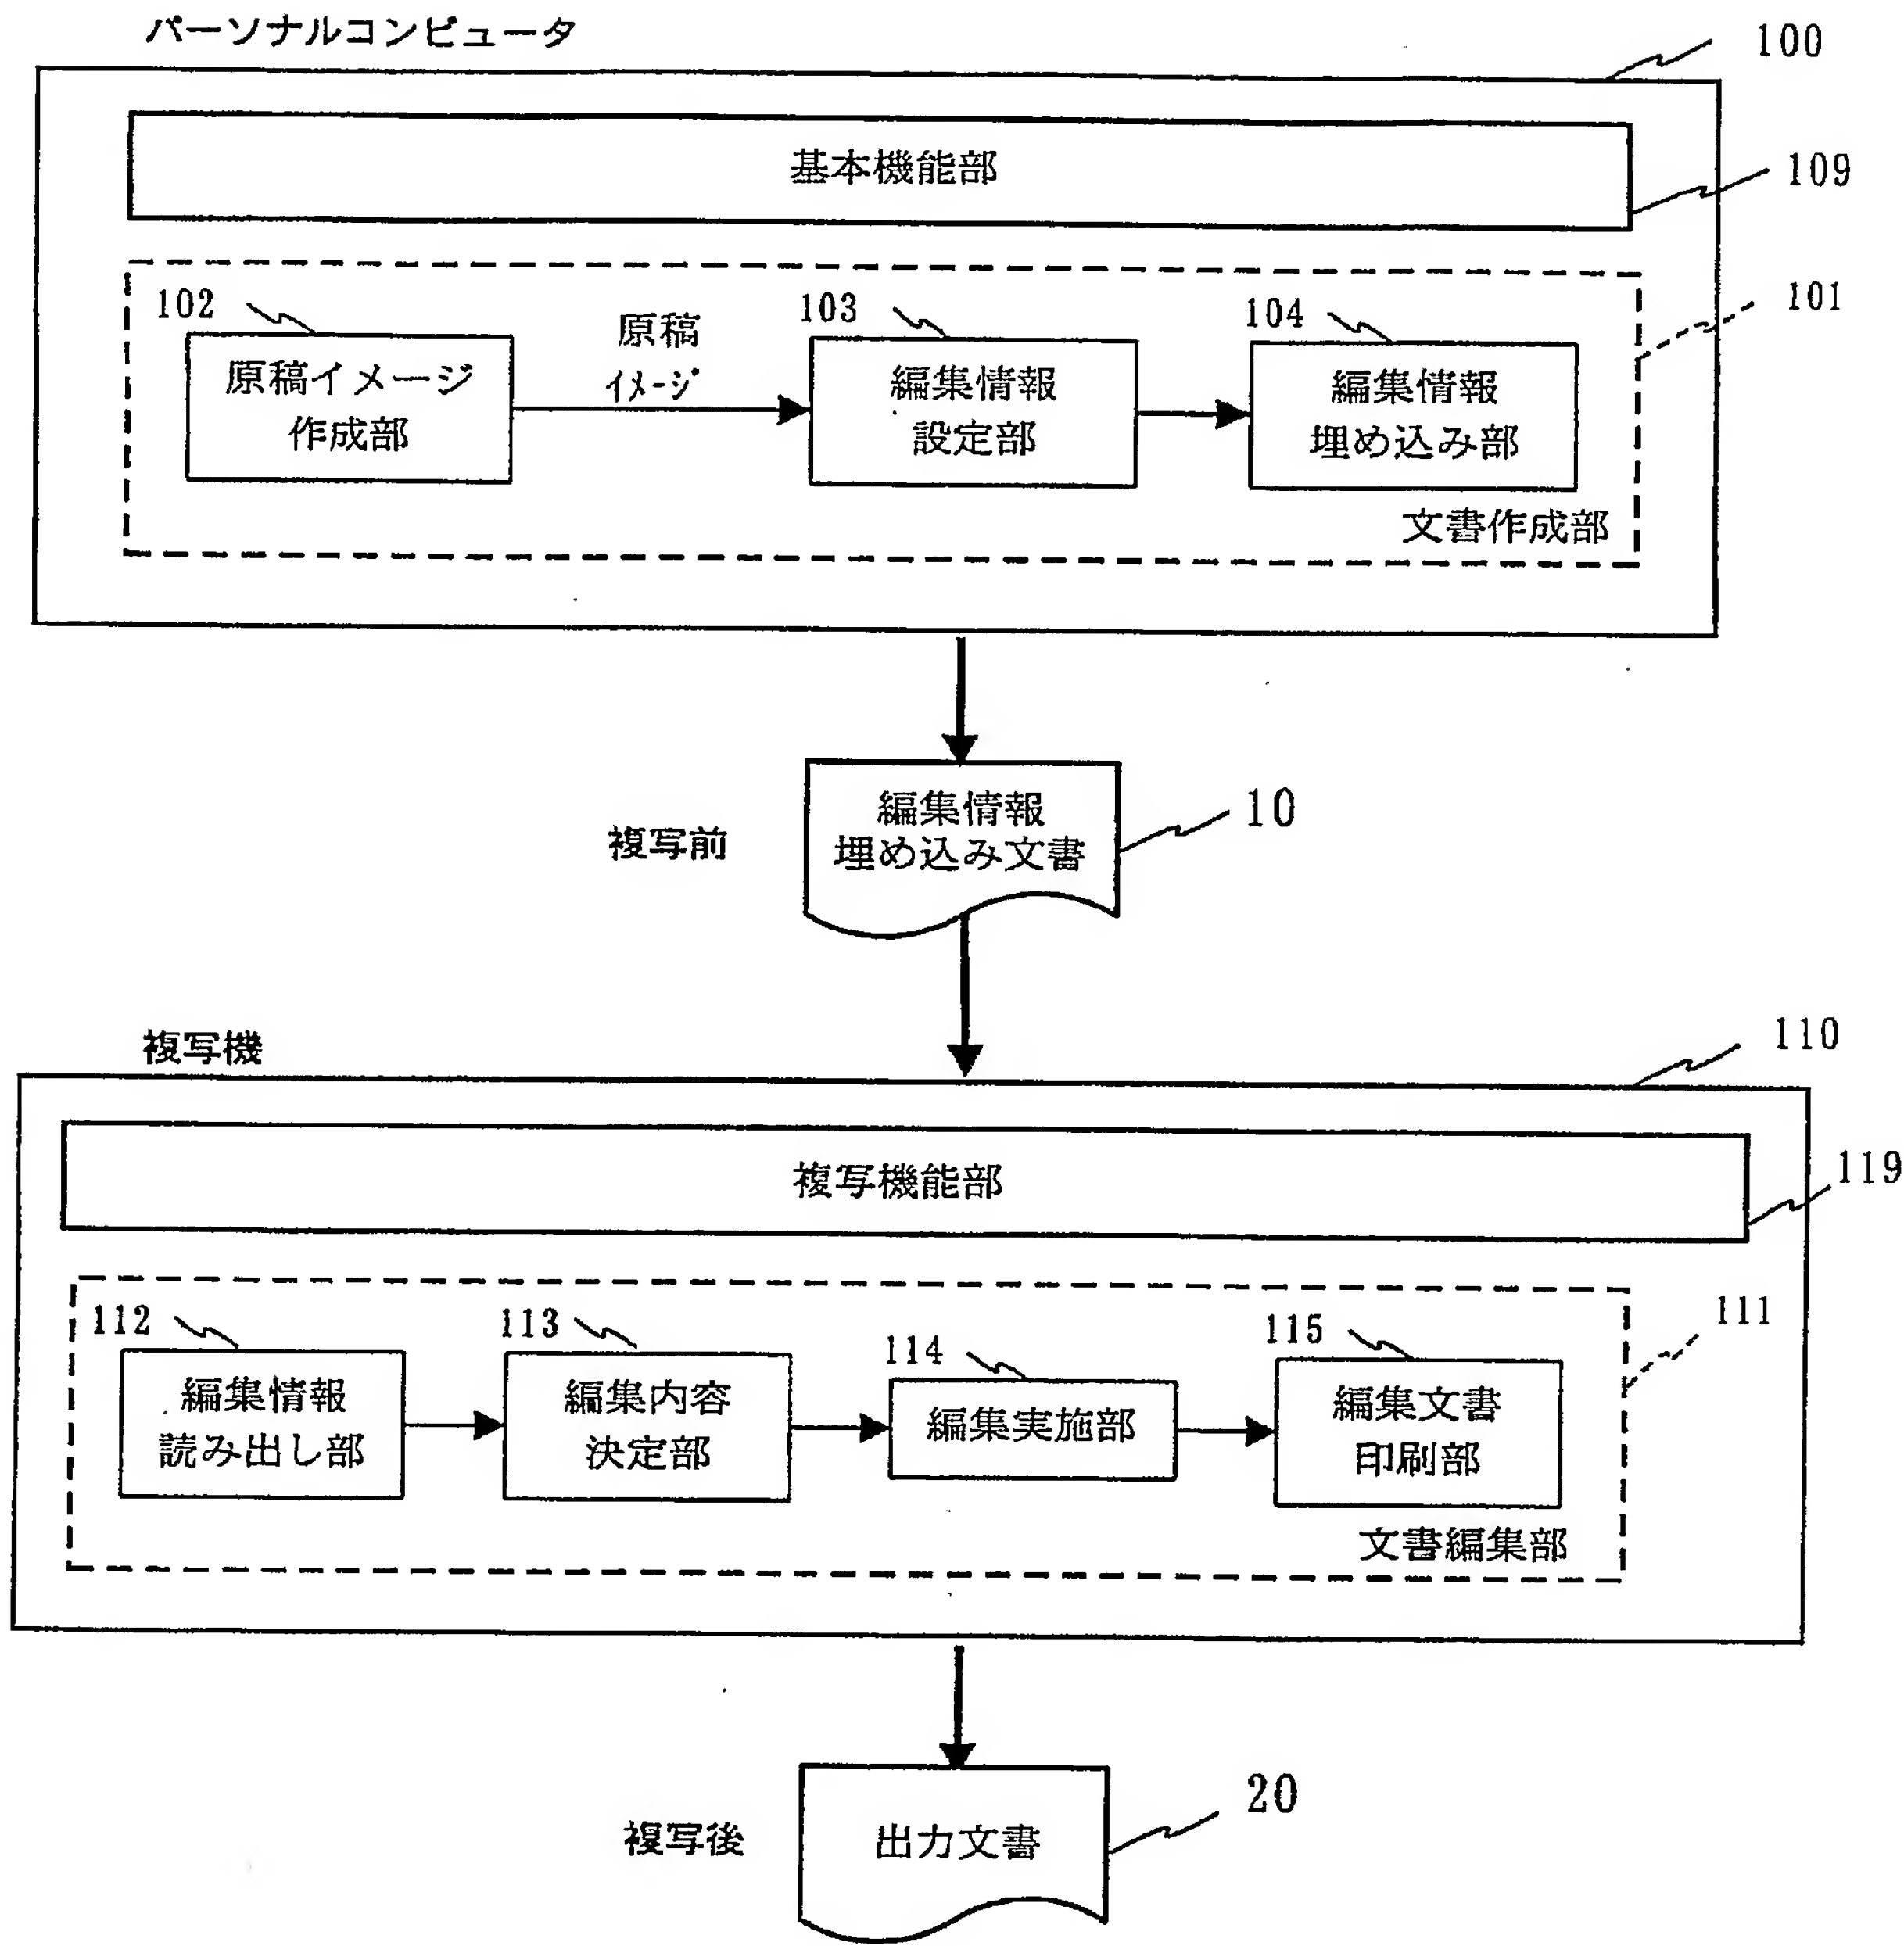 パーソナルコンピュータ
100
基本機能部
109
101
102
原稿イメージ
作成部
原稿
イメージ
103
編集情報
設定部
104
編集情報
埋め込み部
文書作成部
複写前
編集情報
埋め込み文書
10
複写機
110
複写機能部
119
111
112
編集情報
読み出し部
113
編集内容
決定部
114
編集実施部
115
編集文書
印刷部
文書編集部
複写後
出力文書
20